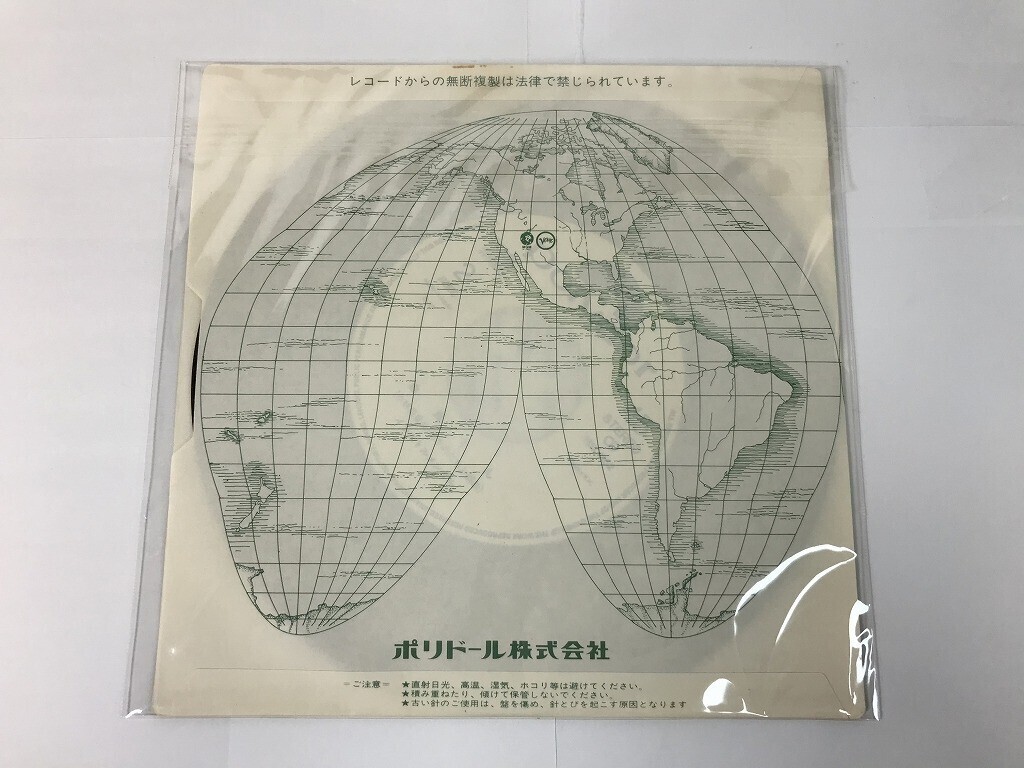 レコードからの無断複製は法律で禁じられています。
ポリドール株式会社
=ご注意= ★直射日光、高温、湿気、ホコリ等は避けてください。
★積み重ねたり、傾けて保管しないでください。
★古い針のご使用は、盤を傷め、針とびを起こす原因となります